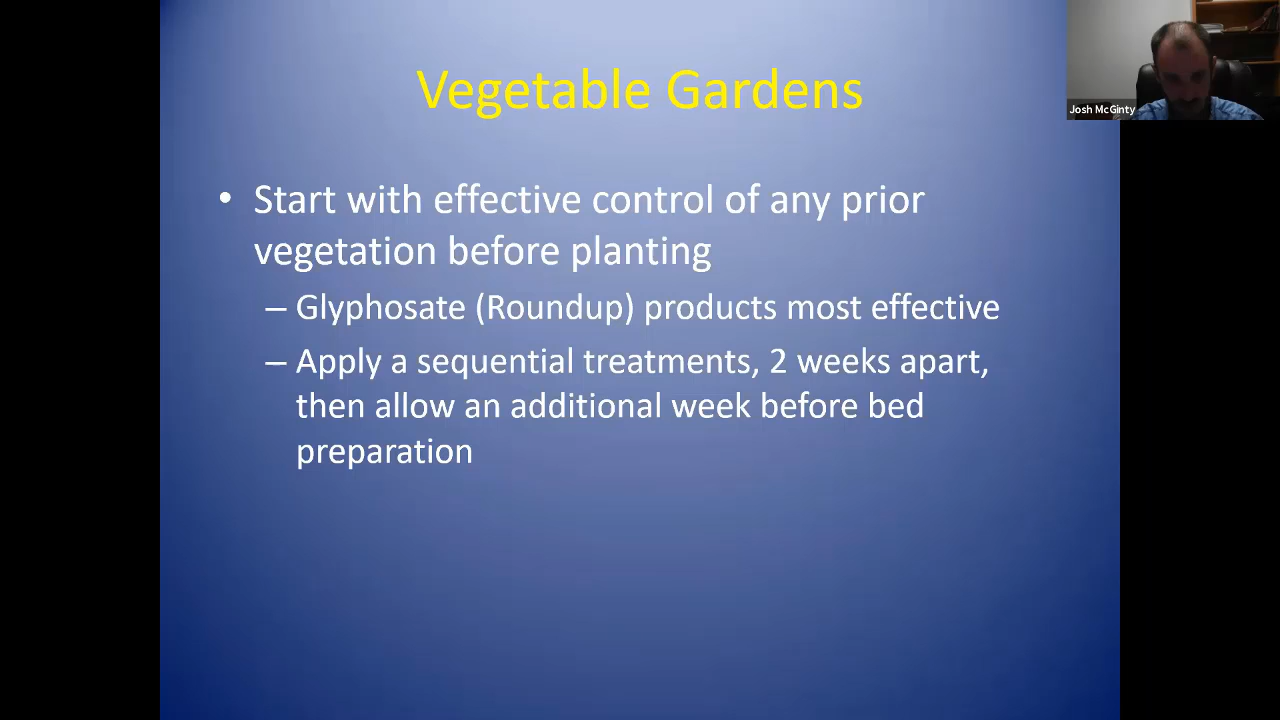 Vegetable Gardens
Josh McGinty
• Start with effective control of any prior
vegetation before planting
– Glyphosate (Roundup) products most effective
– Apply a sequential treatments, 2 weeks apart,
then allow an additional week before bed
preparation